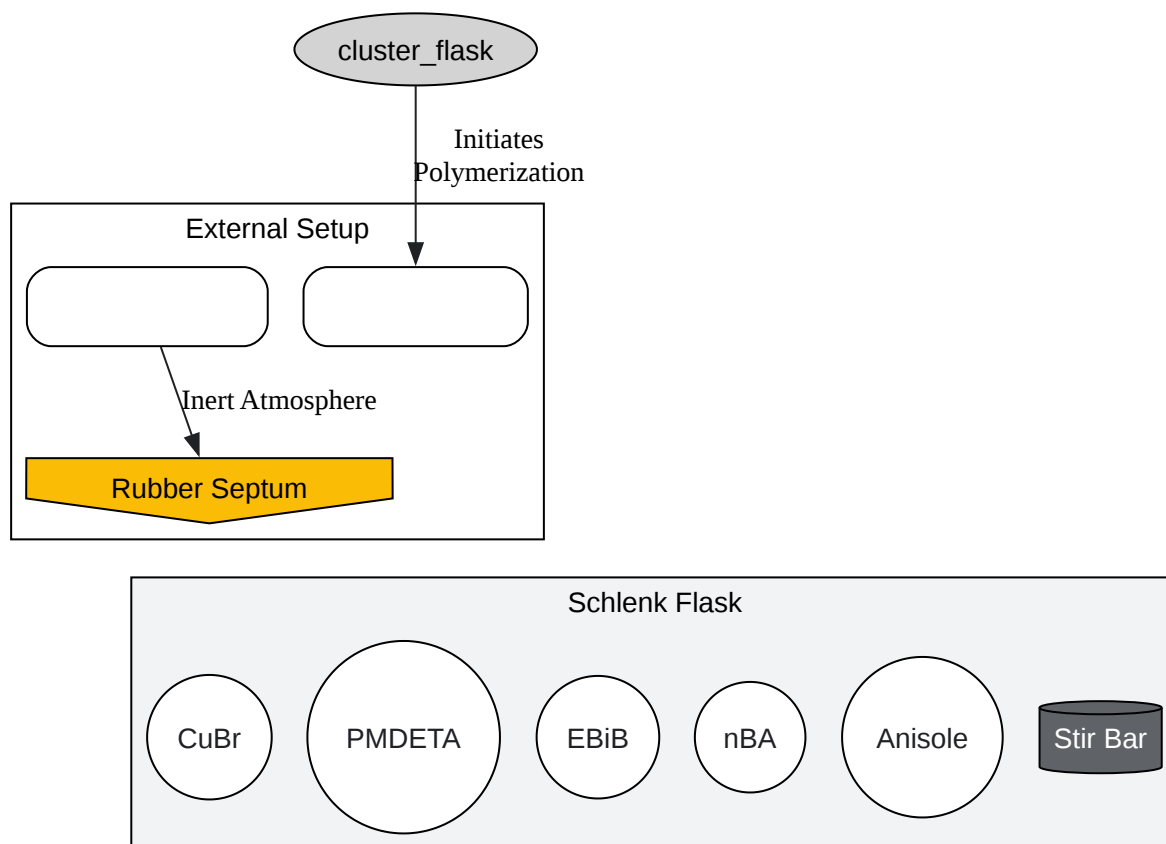 cluster_flask
Initiates
Polymerization
External Setup
Inert Atmosphere
Rubber Septum
Schlenk Flask
CuBr
PMDETA
EBiB
nBA
Anisole
Stir Bar